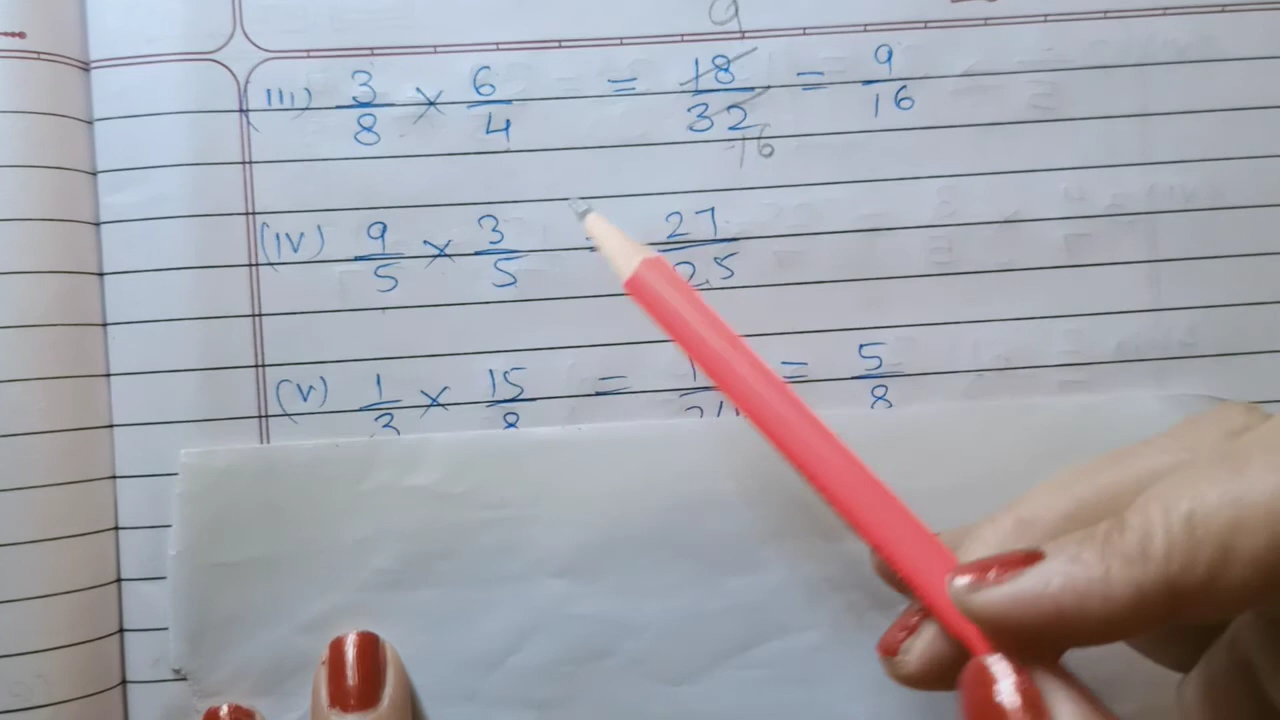 9
(III) 3/8 × 6/4 = 18/32 = 9/16
16
(IV) 9/5 × 3/5 = 27/25
(V) 1/3 × 15/8 = = 5/8